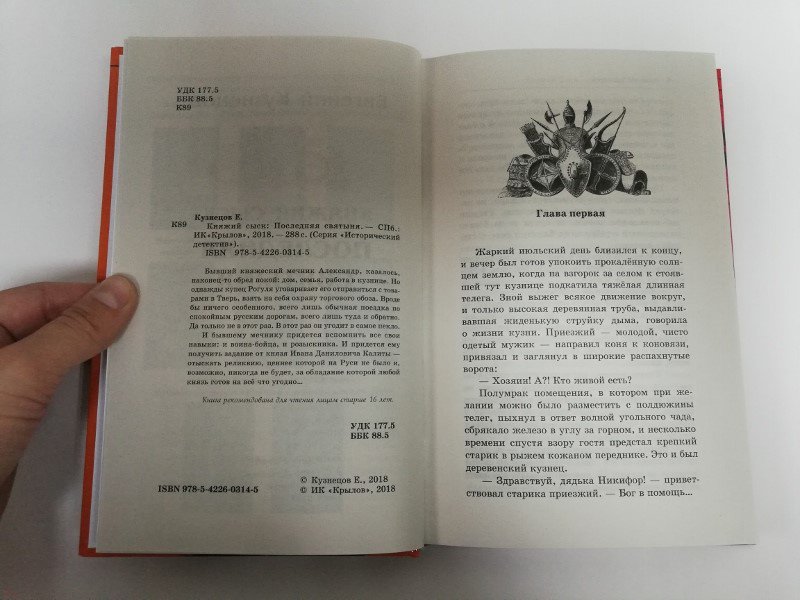 УДК 177.5
ББК 88.5
К89
Кузнецов Е.
К89 Княжий сыск: Последняя святыня. — СПб.:
ИК«Крылов», 2018. — 288 с. (Серия «Исторический
детектив»).
ISBN 978-5-4226-0314-5
Бывший княжеский мечник Александр, казалось,
наконец-то обрел покой: дом, семья, работа в кузнице. Но
однажды купец Рогуля уговаривает его отправиться с това-
рами в Тверь, взять на себя охрану торгового обоза. Вроде
бы ничего особенного, всего лишь обычная поездка по
спокойным русским дорогам, всего лишь туда и обратно.
Да только не в этот раз. В этот раз он угодит в самое пекло.
И бывшему мечнику придется вспомнить все свои
навыки: и воина-бойца, и розыскника. И придется ему
получить задание от князя Ивана Даниловича Калиты —
отыскать реликвию, ценнее которой на Руси не было и,
возможно, никогда не будет, за обладание которой любой
князь готов на всё что угодно...
Книга рекомендована для чтения лицам старше 16 лет.
УДК 177.5
ББК 88.5
© Кузнецов Е., 2018
ISBN 978-5-4226-0314-5 © ИК «Крылов», 2018
Глава первая
Жаркий июльский день близился к концу,
и вечер был готов упокоить прокалённую солн-
цем землю, когда на взгорок за селом к стояв-
шей тут кузнице подкатила тяжёлая длинная
телега. Зной выжег всякое движение вокруг,
и только высокая деревянная труба, выдавли-
вавшая жиденькую струйку дыма, говорила
о жизни кузни. Приезжий — молодой, чисто
одетый мужик — направил коня к коновязи,
привязал и заглянул в широкие распахнутые
ворота:
— Хозяин! А?! Кто живой есть?
Полумрак помещения, в котором при же-
лании можно было разместить с полдюжины
телег, пыхнул в ответ волной угольного чада,
сбрякало железо в углу за горном, и несколько
времени спустя взору гостя предстал крепкий
старик в рыжем кожаном переднике. Это и был
деревенский кузнец.
— Здравствуй, дядька Никифор! — привет-
ствовал старика приезжий. — Бог в помощь...